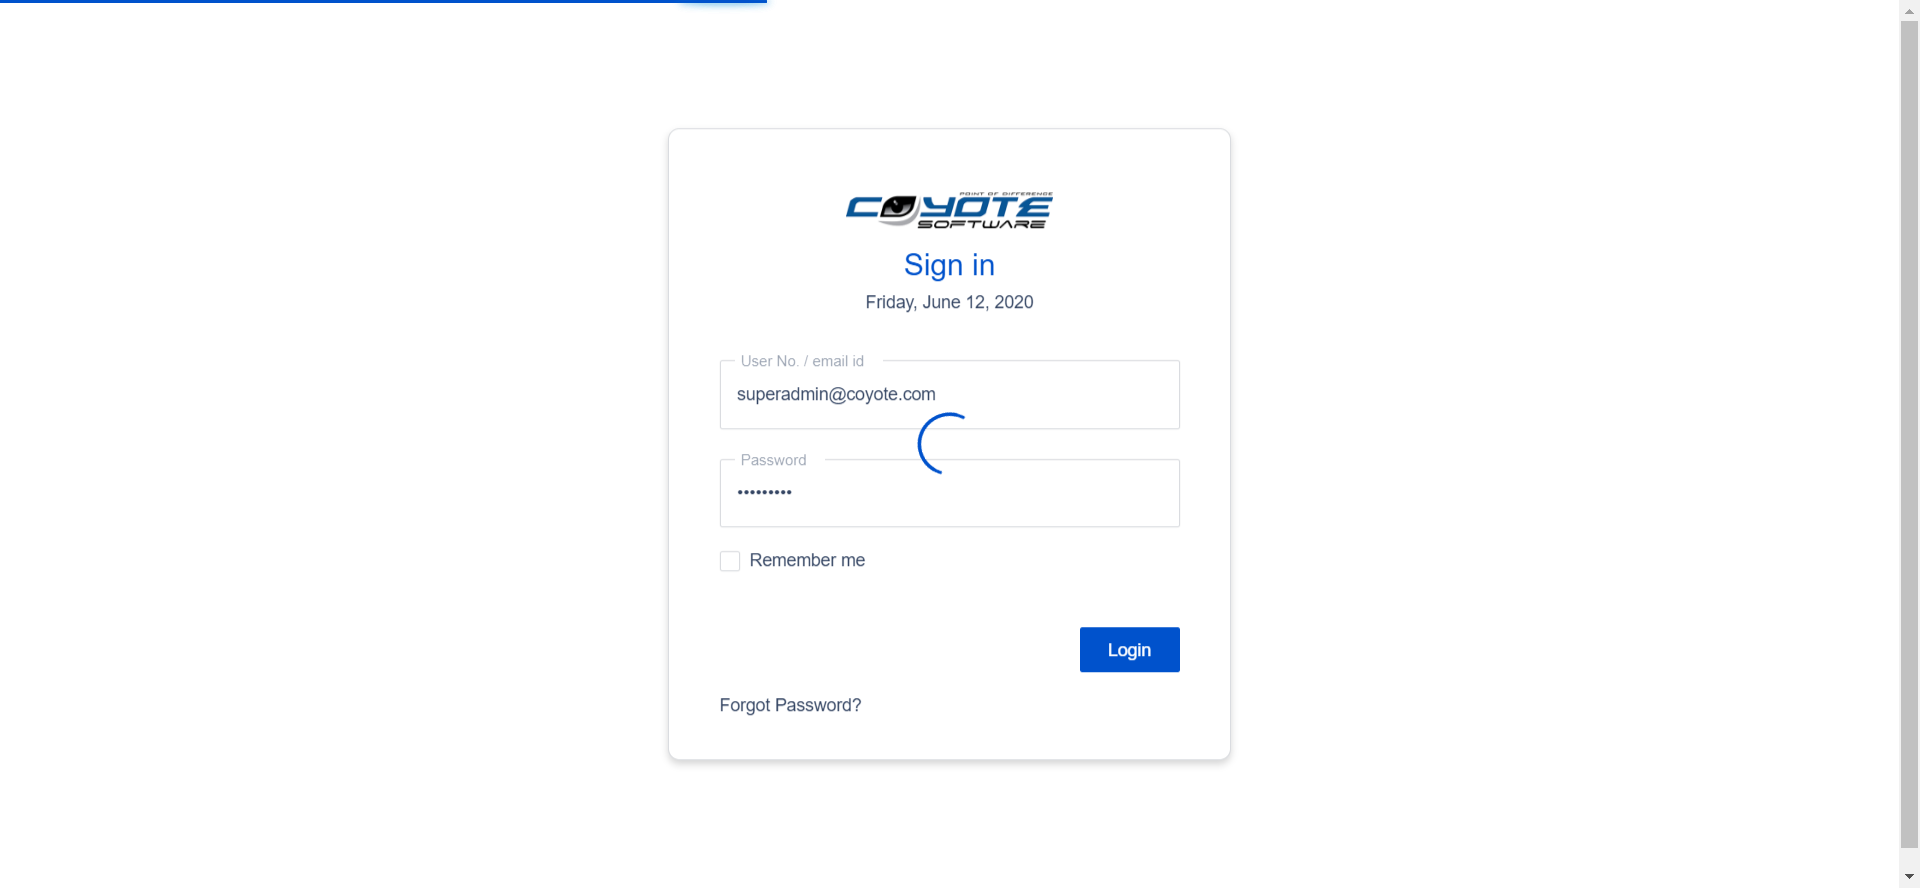 POINT OF DIFFERENCE
COYOTE
SOFTWARE
Sign in
Friday, June 12, 2020
User No. / email id
superadmin@coyote.com
Password
•••••••••
Remember me
Login
Forgot Password?